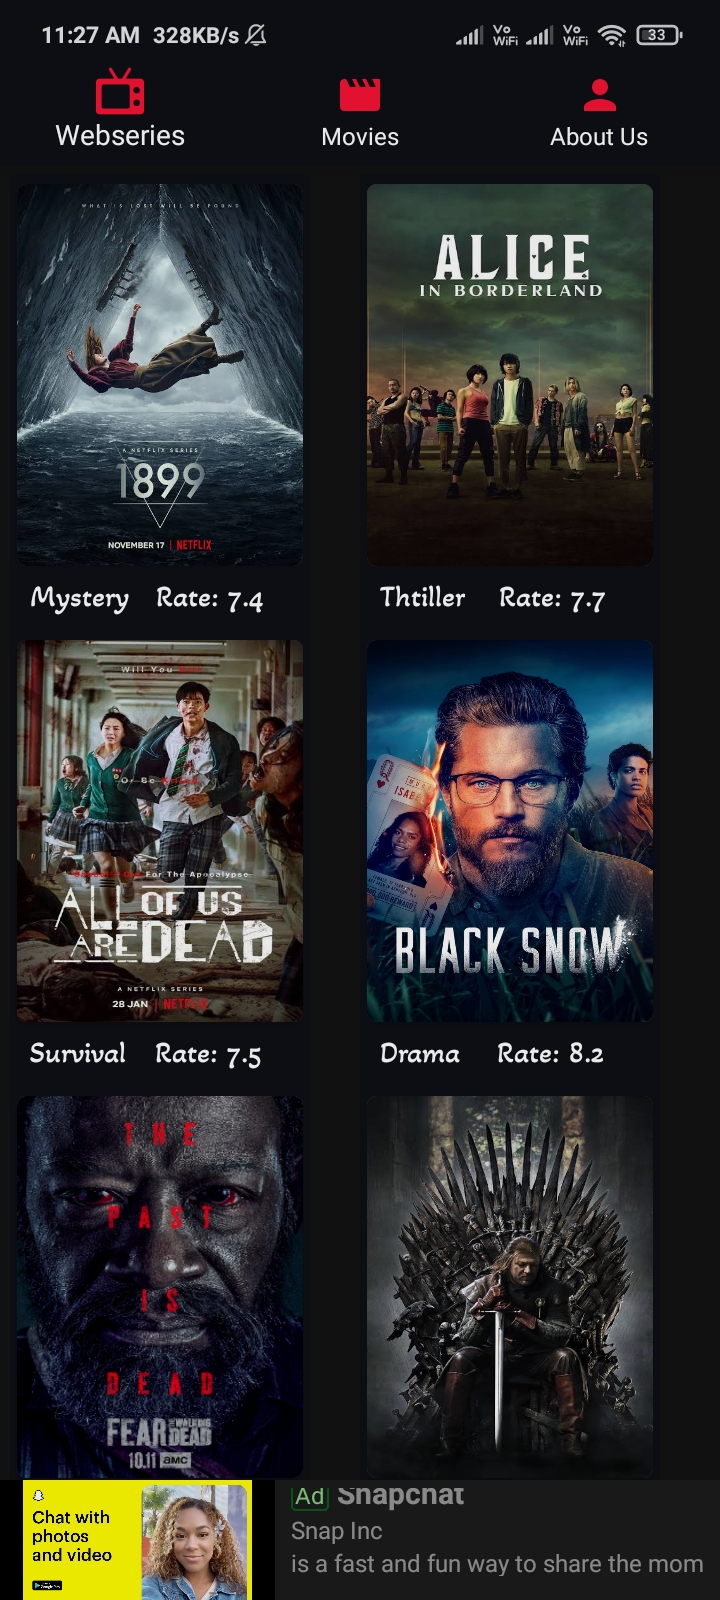 11:27 AM 328KB/s Vo WiFi Vo WiFi 33
Webseries Movies About Us
WHAT IS LOST WILL BE FOUND
A NETFLIX SERIES
1899
NOVEMBER 17 | NETFLIX
ALICE
IN BORDERLAND
Mystery Rate: 7.4
Thtiller Rate: 7.7
Will You
Or Be
For The Apocalypse
ALL OF US
ARE DEAD
A NETFLIX SERIES
28 JAN | NETFLIX
ISABE
REWARD
BLACK SNOW
Survival Rate: 7.5
Drama Rate: 8.2
THE
PAST
IS
DEAD
FEAR THE WALKING DEAD
10.11 amc
Chat with
photos
and video
Google Play
Ad Snapchat
Snap Inc
is a fast and fun way to share the mom